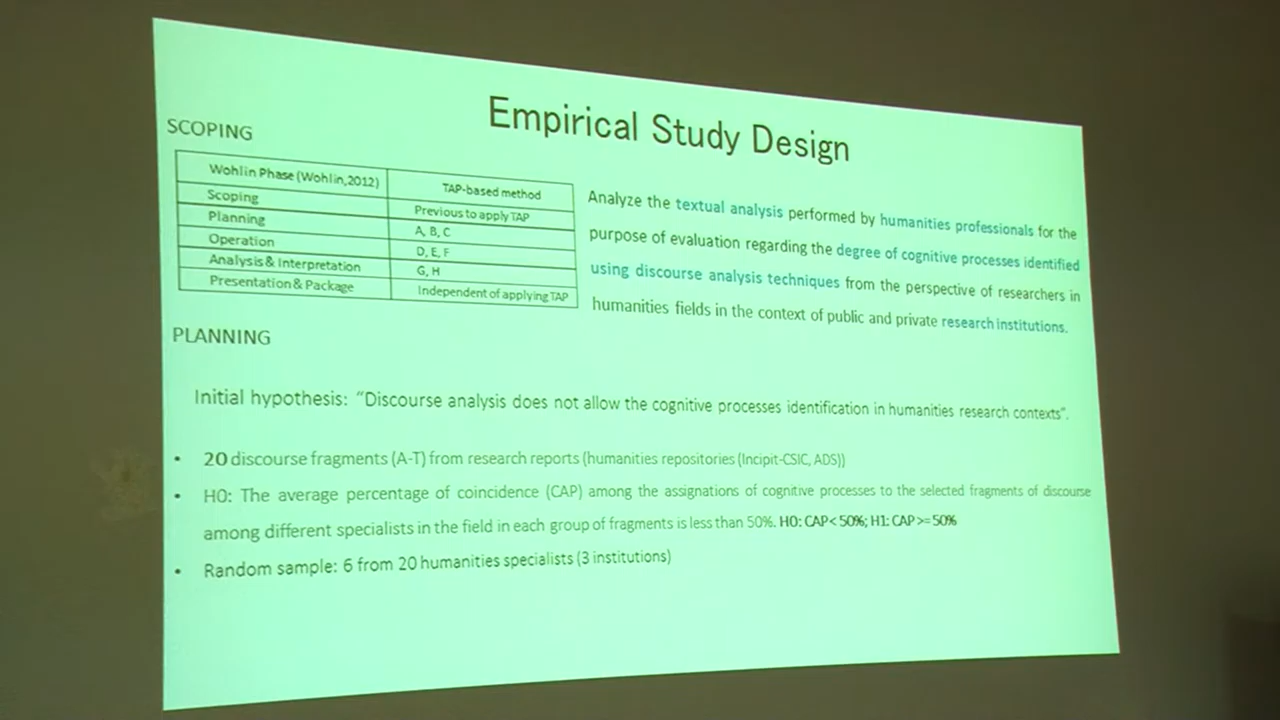 Empirical Study Design
SCOPING
Wohlin Phase (Wohlin,2012) TAP-based method
Scoping Previous to apply TAP
Planning A, B, C
Operation D, E, F
Analysis & Interpretation G, H
Presentation & Package Independent of applying TAP
Analyze the textual analysis performed by humanities professionals for the
purpose of evaluation regarding the degree of cognitive processes identified
using discourse analysis techniques from the perspective of researchers in
humanities fields in the context of public and private research institutions.
PLANNING
Initial hypothesis: “Discourse analysis does not allow the cognitive processes identification in humanities research contexts”.
• 20 discourse fragments (A-T) from research reports (humanities repositories (Incipit-CSIC, ADS))
• H0: The average percentage of coincidence (CAP) among the assignations of cognitive processes to the selected fragments of discourse
among different specialists in the field in each group of fragments is less than 50%. H0: CAP< 50%; H1: CAP >= 50%
• Random sample: 6 from 20 humanities specialists (3 institutions)